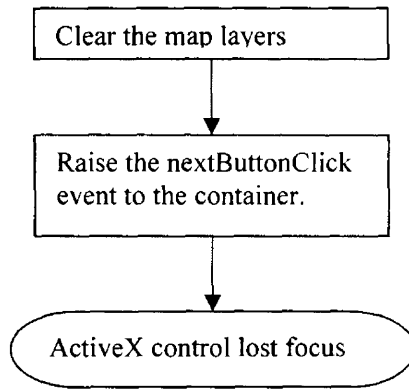 Clear the map layers
Raise the nextButtonClick
event to the container.
ActiveX control lost focus